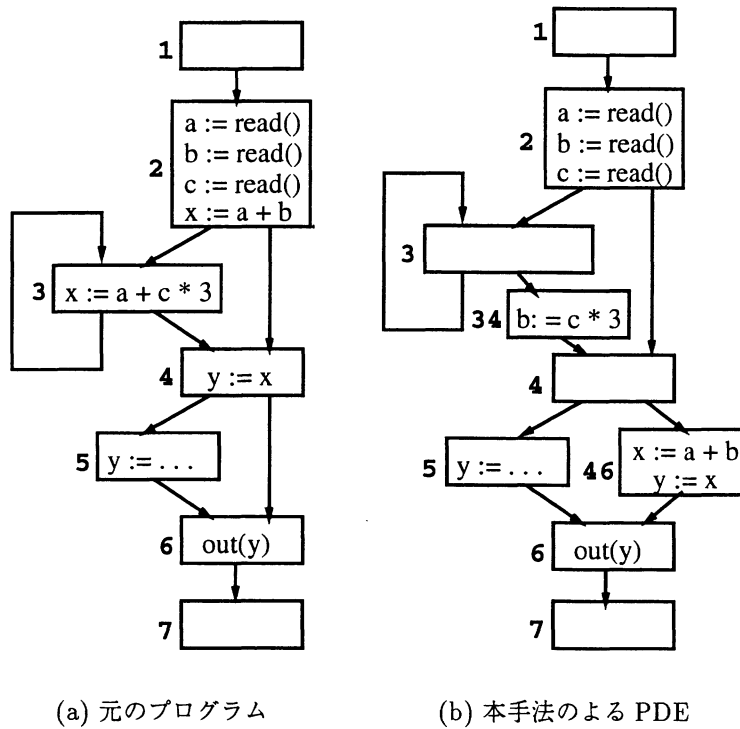 1
2
a := read()
b := read()
c := read()
x := a + b
3
x := a + c * 3
4
y := x
5
y := . . .
6
out(y)
7
(a) 元のプログラム
1
2
a := read()
b := read()
c := read()
3
34
b: = c * 3
4
5
y := . . .
46
x := a + b
y := x
6
out(y)
7
(b) 本手法のよる PDE